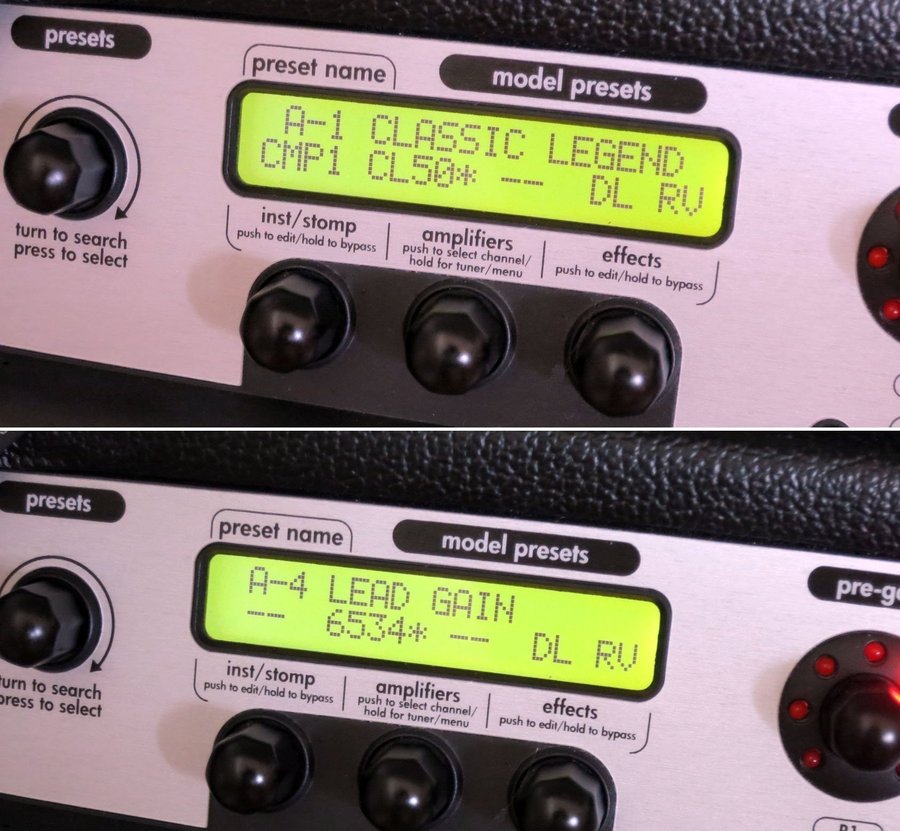 presets
preset name
model presets
A-1 CLASSIC LEGEND
CMP1 CL50* -- DL RV
turn to search
press to select
inst/stomp
push to edit/hold to bypass
amplifiers
push to select channel/
hold for tuner/menu
effects
push to edit/hold to bypass
presets
preset name
model presets
pre-g
A-4 LEAD GAIN
-- 6534* -- DL RV
turn to search
press to select
inst/stomp
push to edit/hold to bypass
amplifiers
push to select channel/
hold for tuner/menu
effects
push to edit/hold to bypass